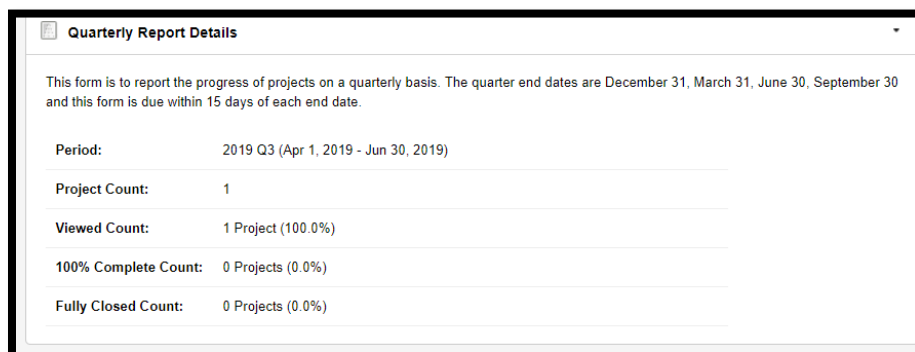 Quarterly Report Details
This form is to report the progress of projects on a quarterly basis. The quarter end dates are December 31, March 31, June 30, September 30
and this form is due within 15 days of each end date.
Period: 2019 Q3 (Apr 1, 2019 - Jun 30, 2019)
Project Count: 1
Viewed Count: 1 Project (100.0%)
100% Complete Count: 0 Projects (0.0%)
Fully Closed Count: 0 Projects (0.0%)